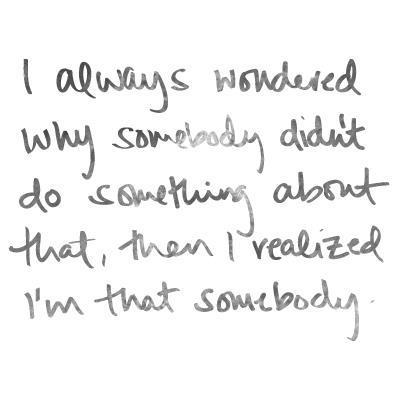 I always wondered
why somebody didn't
do something about
that, then I realized
I'm that somebody.